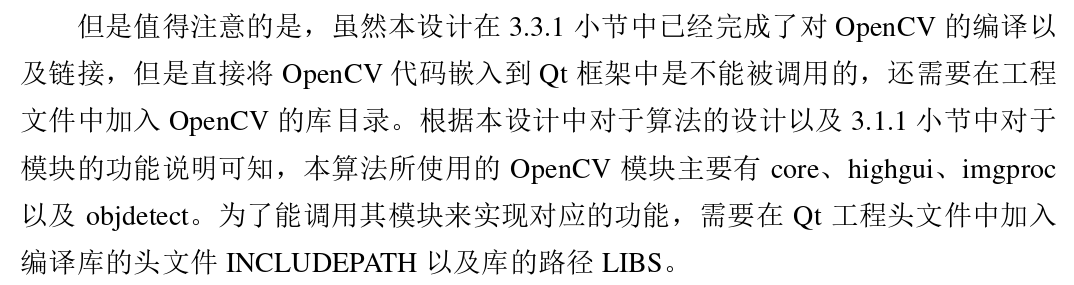 但是值得注意的是，虽然本设计在 3.3.1 小节中已经完成了对 OpenCV 的编译以
及链接，但是直接将 OpenCV 代码嵌入到 Qt 框架中是不能被调用的，还需要在工程
文件中加入 OpenCV 的库目录。根据本设计中对于算法的设计以及 3.1.1 小节中对于
模块的功能说明可知，本算法所使用的 OpenCV 模块主要有 core、highgui、imgproc
以及 objdetect。为了能调用其模块来实现对应的功能，需要在 Qt 工程头文件中加入
编译库的头文件 INCLUDEPATH 以及库的路径 LIBS。